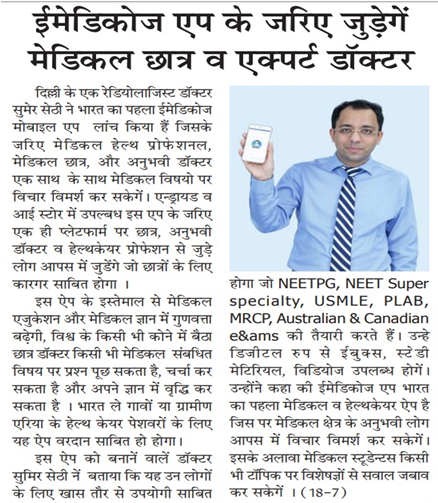 ईमेडिकोज एप के जरिए जुड़ेगें
मेडिकल छात्र व एक्पर्ट डॉक्टर
दिल्ली के एक रेडियोलाजिस्ट डॉक्टर
सुमेर सेठी ने भारत का पहला ईमेडिकोज
मोबाइल एप लांच किया हैं जिसके
जरिए मेडिकल हेल्थ प्रोफेशनल,
मेडिकल छात्र, और अनुभवी डॉक्टर
एक साथ के साथ मेडिकल विषयो पर
विचार विमर्श कर सकेगें। एन्ड्रायड व
आई स्टोर में उपलब्ध इस एप के जरिए
एक ही प्लेटफार्म पर छात्र, अनुभवी
डॉक्टर व हेल्थकेयर प्रोफेशन से जुड़े
लोग आपस में जुडेंगें जो छात्रों के लिए
कारगर साबित होगा ।
इस ऐप के इस्तेमाल से मेडिकल
एजुकेशन और मेडिकल ज्ञान में गुणवत्ता
बढ़ेगी, विश्व के किसी भी कोने में बैठा
छात्र डॉक्टर किसी भी मेडिकल संबधित
विषय पर प्रश्न पूछ सकता है, चर्चा कर
सकता है और अपने ज्ञान में वृद्धि कर
सकता है । भारत ले गावों या ग्रामीण
एरिया के हेल्थ केयर पेशवरों के लिए
यह ऐप वरदान साबित हो होगा।
इस ऐप को बनानें वालें डॉक्टर
सुमिर सेठी नें बताया कि यह उन लोगों
के लिए खास तौर से उपयोगी साबित
होगा जो NEETPG, NEET Super
specialty, USMLE, PLAB,
MRCP, Australian & Canadian
e&ams की तैयारी करते हैं। उन्हे
डिजीटल रुप से ईबुक्स, स्टेडी
मेटिरियल, विडियोज उपलब्ध होगें।
उन्होंने कहा की ईमेडिकोज एप भारत
का पहला मेडिकल व हेल्थकेयर ऐप है
जिस पर मेडिकल क्षेत्र के अनुभवी लोग
आपस में विचार विमर्श कर सकेगें।
इसके अलावा मेडिकल स्टूडेन्टस किसी
भी टॉपिक पर विशेषज्ञों से सवाल जवाब
कर सकेगें । (18-7)